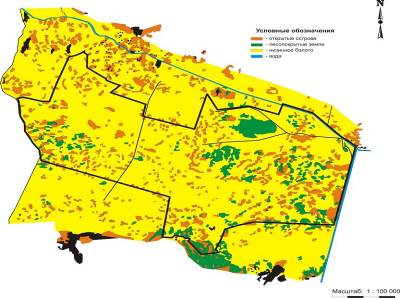 N
Условные обозначения
- открытые острова
- лесопокрытые земли
- низинное болото
- вода
Масштаб: 1 : 100 000